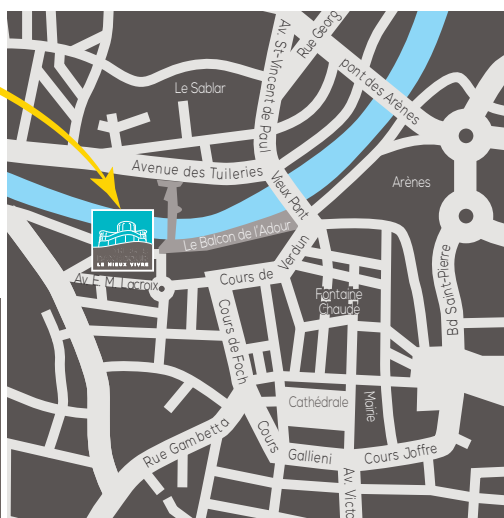 Av. St-Vincent de Paul
Rue Georg
pont des Arènes
Le Sablar
Avenue des Tuileries
Vieux Pont
Arènes
Le Balcon de l'Adour
LE MIEUX VIVRE
Av. E. M. Lacroix
Cours de
Verdun
Fontaine
Chaude
Bd Saint-Pierre
Cours de Foch
Cathédrale
Mairie
Rue Gambetta
Cours
Gallieni
Cours Joffre
Av. Victo